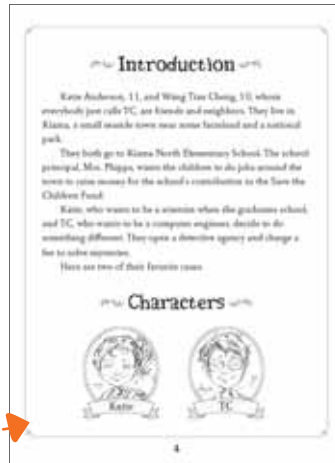 Introduction
Katie Anderson, 11, and Wang Tian Cheng, 10, whom
everybody just calls TC, are friends and neighbors. They live in
Kiama, a small seaside town near some farmland and a national
park.
They both go to Kiama North Elementary School. The school
principal, Mrs. Phipps, wants the children to do jobs around the
town to raise money for the school's contribution to the Save the
Children Fund.
Katie, who wants to be a scientist when she graduates school,
and TC, who wants to be a computer engineer, decide to do
something different. They open a detective agency and charge a
fee to solve mysteries.
Here are two of their favorite cases.
Characters
Katie
TC
4